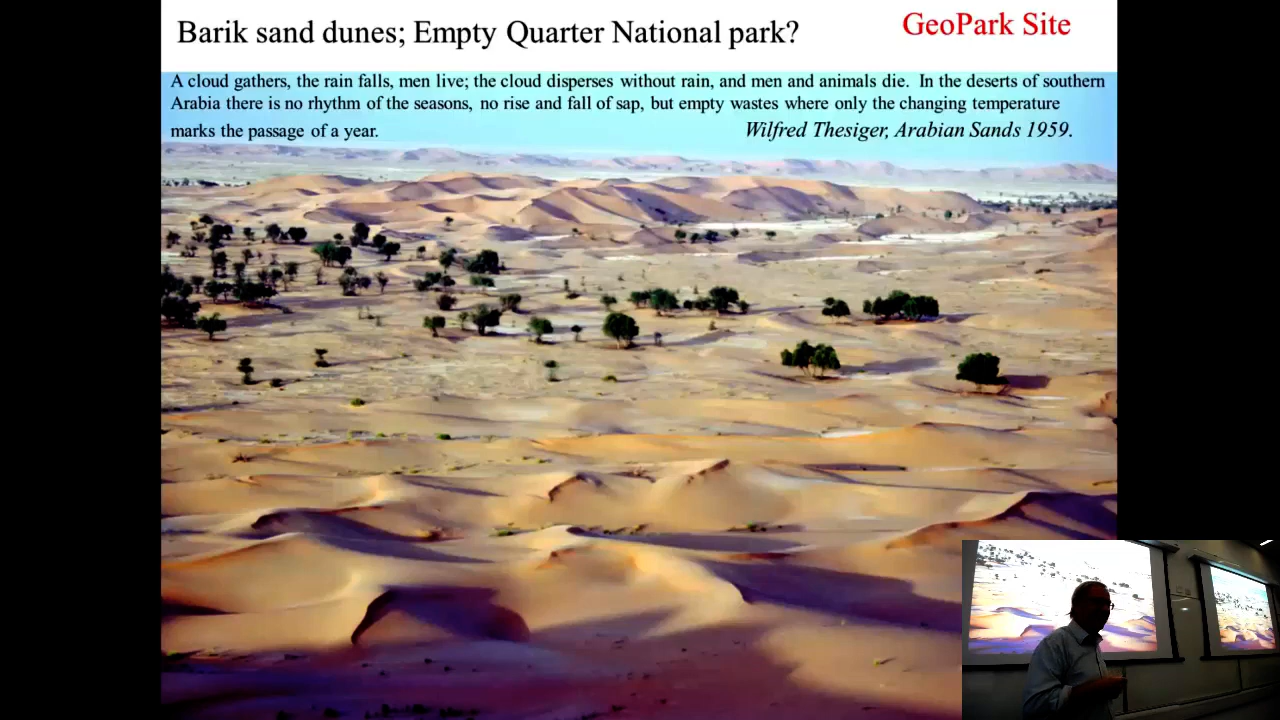 Barik sand dunes; Empty Quarter National park?
GeoPark Site
A cloud gathers, the rain falls, men live; the cloud disperses without rain, and men and animals die. In the deserts of southern
Arabia there is no rhythm of the seasons, no rise and fall of sap, but empty wastes where only the changing temperature
marks the passage of a year.
Wilfred Thesiger, Arabian Sands 1959.